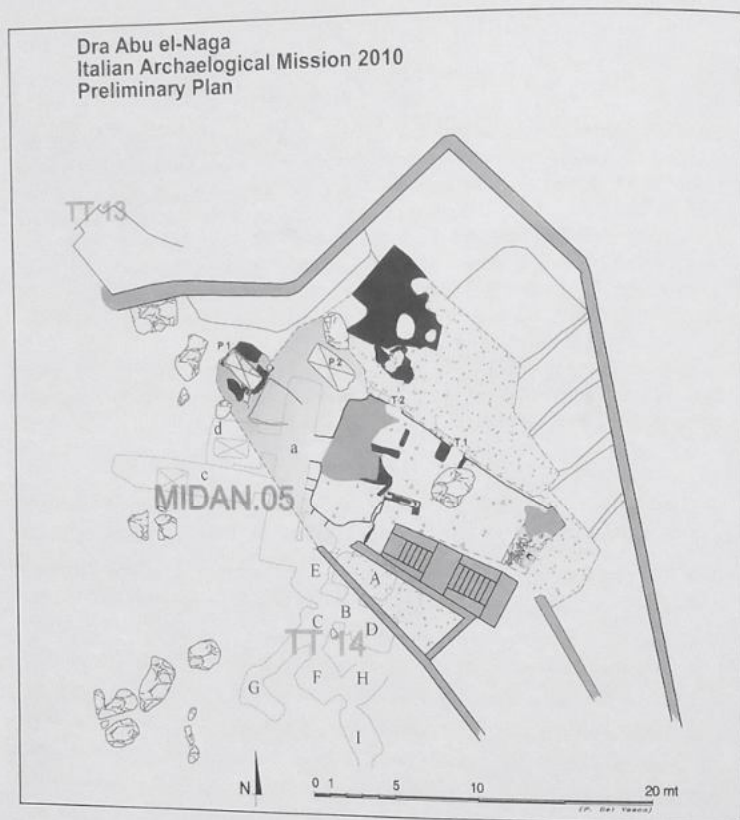 Dra Abu el-Naga
Italian Archaelogical Mission 2010
Preliminary Plan
TT 13
P1
P2
T2
d
a
T1
c
MIDAN.05
b
E
A
B
C
D
TT 14
G
F
H
I
N
0 1 5 10 20 mt